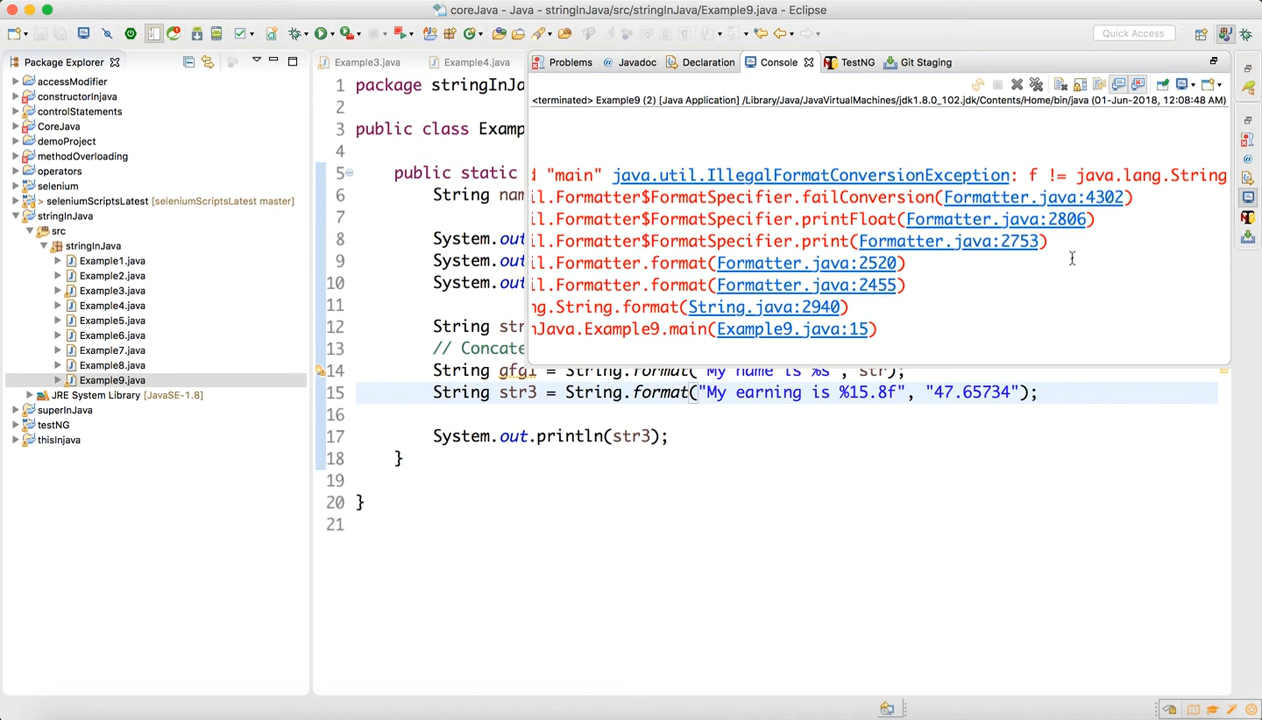 coreJava - Java - stringInJava/src/stringInJava/Example9.java - Eclipse
Quick Access
Package Explorer
accessModifier
constructorInjava
controlStatements
CoreJava
demoProject
methodOverloading
operators
selenium
> seleniumScriptsLatest [seleniumScriptsLatest master]
stringInJava
src
stringInJava
Example1.java
Example2.java
Example3.java
Example4.java
Example5.java
Example6.java
Example7.java
Example8.java
Example9.java
JRE System Library [JavaSE-1.8]
superInJava
testNG
thisInjava
Example3.java
Example4.java
Problems
Javadoc
Declaration
Console
TestNG
Git Staging
<terminated> Example9 (2) [Java Application] /Library/Java/JavaVirtualMachines/jdk1.8.0_102.jdk/Contents/Home/bin/java (01-Jun-2018, 12:08:48 AM)
d "main" java.util.IllegalFormatConversionException: f != java.lang.String
il.Formatter$FormatSpecifier.failConversion(Formatter.java:4302)
il.Formatter$FormatSpecifier.printFloat(Formatter.java:2806)
il.Formatter$FormatSpecifier.print(Formatter.java:2753)
il.Formatter.format(Formatter.java:2520)
il.Formatter.format(Formatter.java:2455)
ng.String.format(String.java:2940)
nJava.Example9.main(Example9.java:15)
1 package stringInJa
2
3 public class Examp
4
5 public static
6 String nam
7
8 System.out
9 System.out
10 System.out
11
12 String str
13 // Concate
14 String gfg1 = String.format("My name is %s", str);
15 String str3 = String.format("My earning is %15.8f", "47.65734");
16
17 System.out.println(str3);
18 }
19
20 }
21